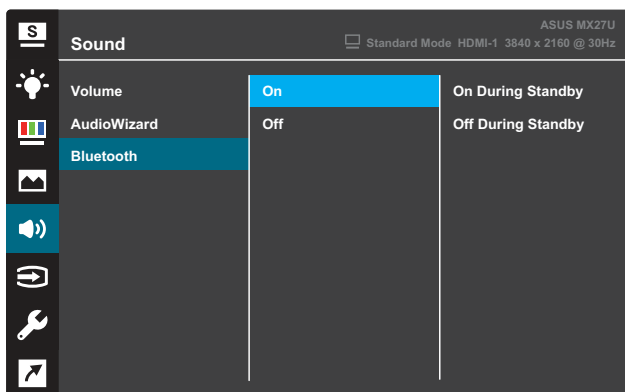 S
ASUS MX27U
Sound
Standard Mode HDMI-1 3840 x 2160 @ 30Hz
Volume
On
On During Standby
AudioWizard
Off
Off During Standby
Bluetooth